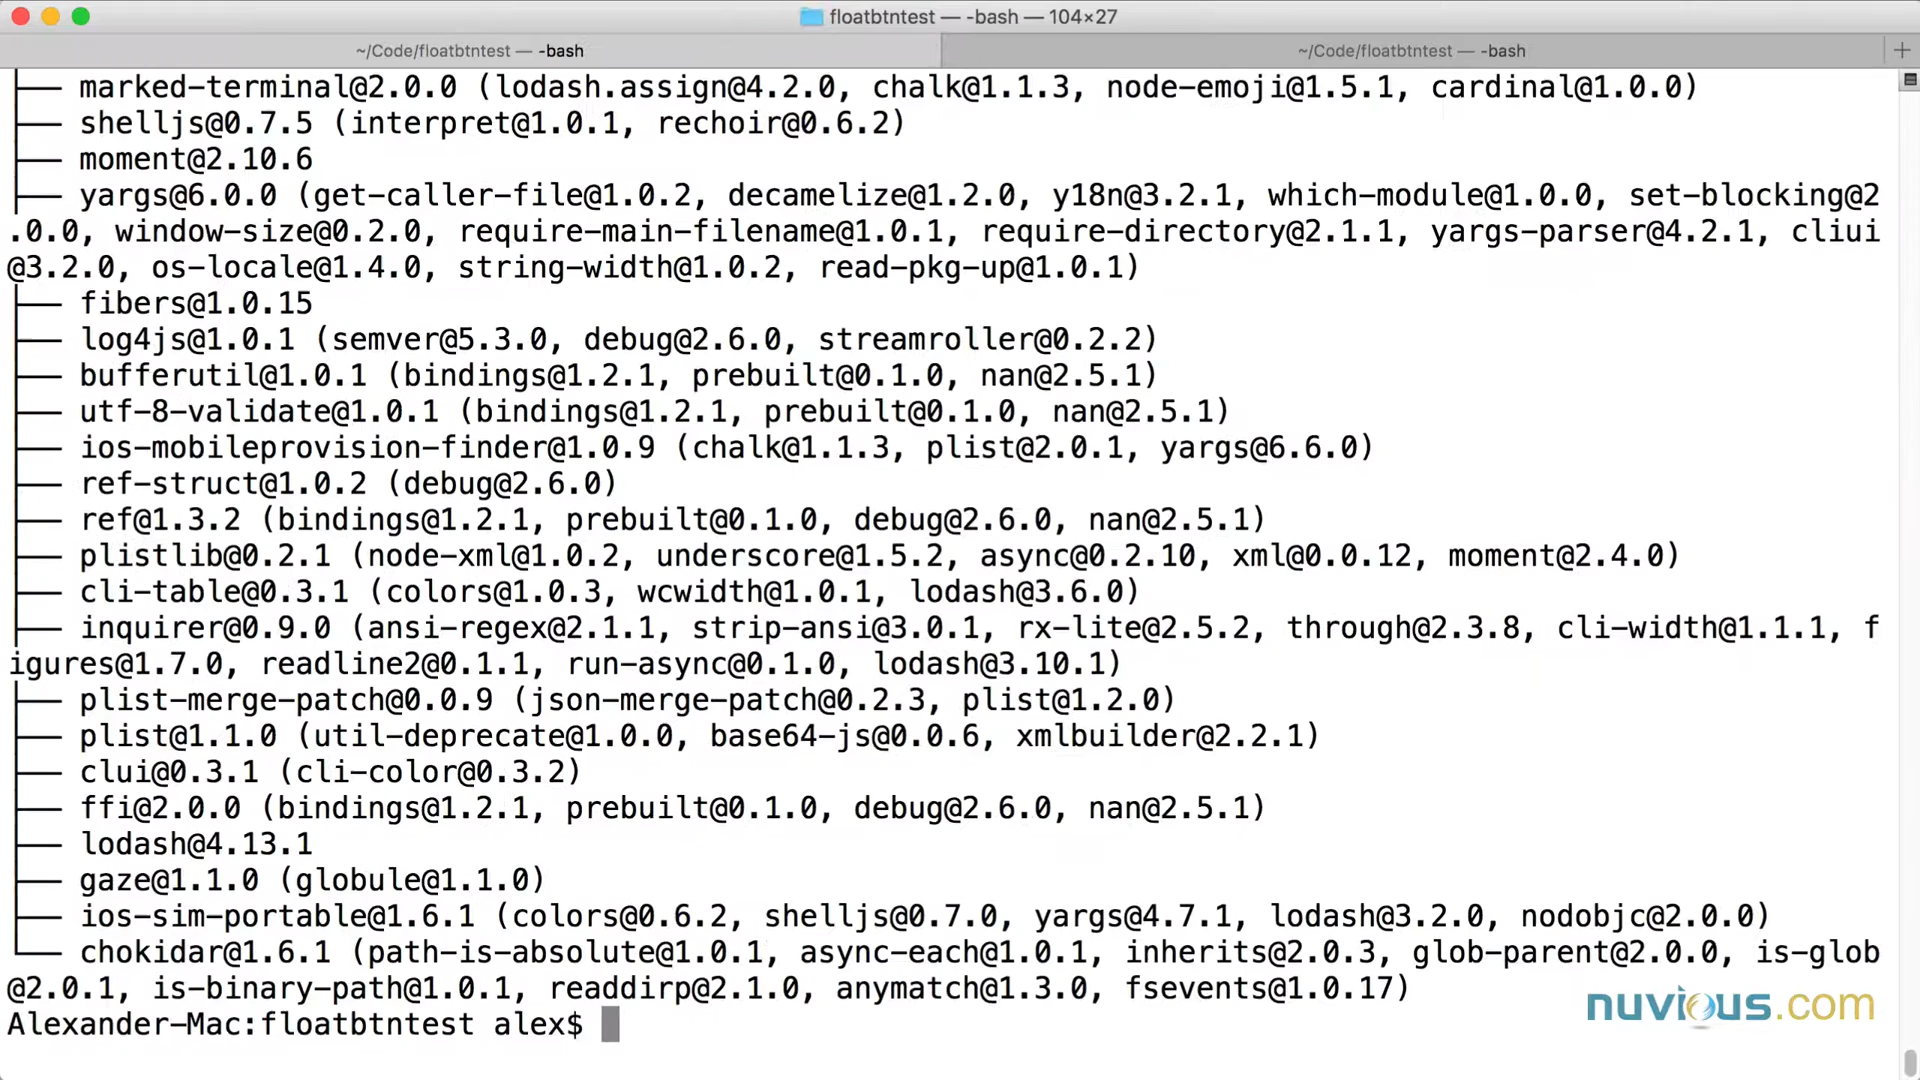 floatbtntest — -bash — 104×27
~/Code/floatbtntest — -bash ~/Code/floatbtntest — -bash +
├── marked-terminal@2.0.0 (lodash.assign@4.2.0, chalk@1.1.3, node-emoji@1.5.1, cardinal@1.0.0)
├── shelljs@0.7.5 (interpret@1.0.1, rechoir@0.6.2)
├── moment@2.10.6
├── yargs@6.0.0 (get-caller-file@1.0.2, decamelize@1.2.0, y18n@3.2.1, which-module@1.0.0, set-blocking@2
.0.0, window-size@0.2.0, require-main-filename@1.0.1, require-directory@2.1.1, yargs-parser@4.2.1, cliui
@3.2.0, os-locale@1.4.0, string-width@1.0.2, read-pkg-up@1.0.1)
├── fibers@1.0.15
├── log4js@1.0.1 (semver@5.3.0, debug@2.6.0, streamroller@0.2.2)
├── bufferutil@1.0.1 (bindings@1.2.1, prebuilt@0.1.0, nan@2.5.1)
├── utf-8-validate@1.0.1 (bindings@1.2.1, prebuilt@0.1.0, nan@2.5.1)
├── ios-mobileprovision-finder@1.0.9 (chalk@1.1.3, plist@2.0.1, yargs@6.6.0)
├── ref-struct@1.0.2 (debug@2.6.0)
├── ref@1.3.2 (bindings@1.2.1, prebuilt@0.1.0, debug@2.6.0, nan@2.5.1)
├── plistlib@0.2.1 (node-xml@1.0.2, underscore@1.5.2, async@0.2.10, xml@0.0.12, moment@2.4.0)
├── cli-table@0.3.1 (colors@1.0.3, wcwidth@1.0.1, lodash@3.6.0)
├── inquirer@0.9.0 (ansi-regex@2.1.1, strip-ansi@3.0.1, rx-lite@2.5.2, through@2.3.8, cli-width@1.1.1, f
igures@1.7.0, readline2@0.1.1, run-async@0.1.0, lodash@3.10.1)
├── plist-merge-patch@0.0.9 (json-merge-patch@0.2.3, plist@1.2.0)
├── plist@1.1.0 (util-deprecate@1.0.0, base64-js@0.0.6, xmlbuilder@2.2.1)
├── clui@0.3.1 (cli-color@0.3.2)
├── ffi@2.0.0 (bindings@1.2.1, prebuilt@0.1.0, debug@2.6.0, nan@2.5.1)
├── lodash@4.13.1
├── gaze@1.1.0 (globule@1.1.0)
├── ios-sim-portable@1.6.1 (colors@0.6.2, shelljs@0.7.0, yargs@4.7.1, lodash@3.2.0, nodobjc@2.0.0)
└── chokidar@1.6.1 (path-is-absolute@1.0.1, async-each@1.0.1, inherits@2.0.3, glob-parent@2.0.0, is-glob
@2.0.1, is-binary-path@1.0.1, readdirp@2.1.0, anymatch@1.3.0, fsevents@1.0.17)
Alexander-Mac:floatbtntest alex$
nuvious.com